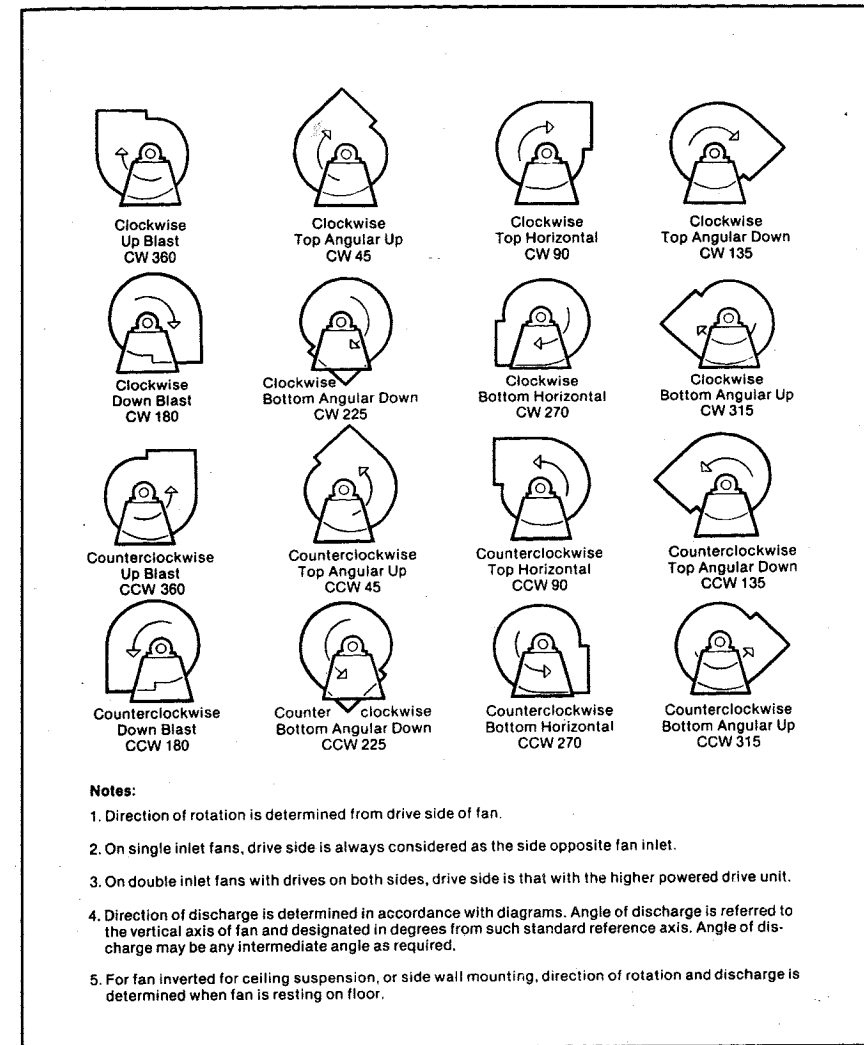 Clockwise
Up Blast
CW 360
Clockwise
Top Angular Up
CW 45
Clockwise
Top Horizontal
CW 90
Clockwise
Top Angular Down
CW 135
Clockwise
Down Blast
CW 180
Clockwise
Bottom Angular Down
CW 225
Clockwise
Bottom Horizontal
CW 270
Clockwise
Bottom Angular Up
CW 315
Counterclockwise
Up Blast
CCW 360
Counterclockwise
Top Angular Up
CCW 45
Counterclockwise
Top Horizontal
CCW 90
Counterclockwise
Top Angular Down
CCW 135
Counterclockwise
Down Blast
CCW 180
Counter clockwise
Bottom Angular Down
CCW 225
Counterclockwise
Bottom Horizontal
CCW 270
Counterclockwise
Bottom Angular Up
CCW 315
Notes:
1. Direction of rotation is determined from drive side of fan.
2. On single inlet fans, drive side is always considered as the side opposite fan inlet.
3. On double inlet fans with drives on both sides, drive side is that with the higher powered drive unit.
4. Direction of discharge is determined in accordance with diagrams. Angle of discharge is referred to
the vertical axis of fan and designated in degrees from such standard reference axis. Angle of dis-
charge may be any intermediate angle as required.
5. For fan inverted for ceiling suspension, or side wall mounting, direction of rotation and discharge is
determined when fan is resting on floor.